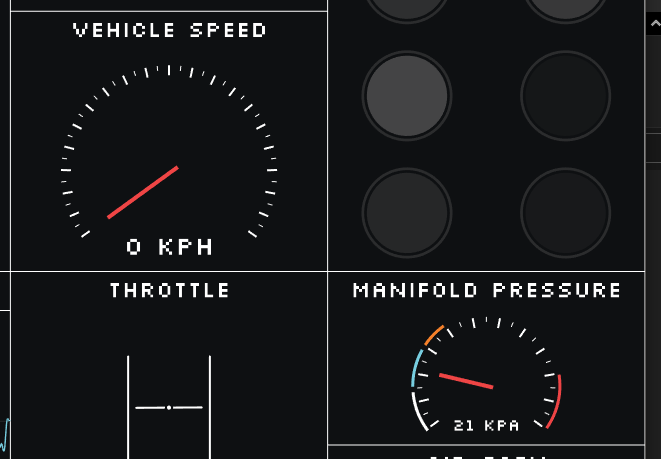 VEHICLE SPEED
0 KPH
THROTTLE
MANIFOLD PRESSURE
21 KPA